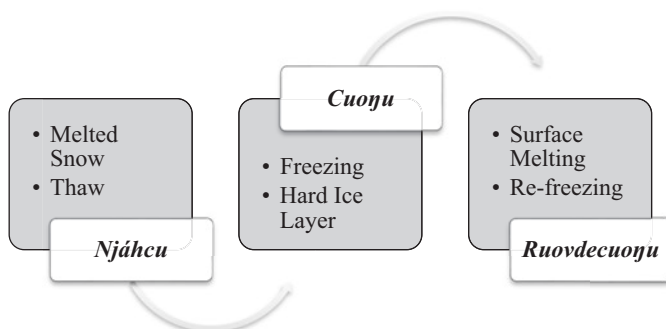 • Melted
Snow
• Thaw
Njáhcu
Cuoŋu
• Freezing
• Hard Ice
Layer
• Surface
Melting
• Re-freezing
Ruovdecuoŋu